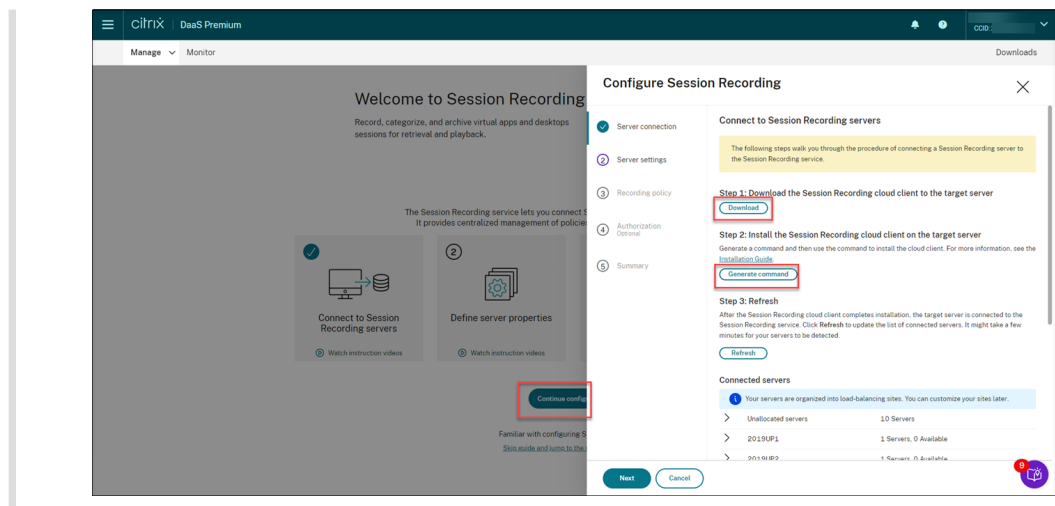 citrix | DaaS Premium
CCID:
Manage Monitor Downloads
Welcome to Session Recording
Record, categorize, and archive virtual apps and desktops
sessions for retrieval and playback.
The Session Recording service lets you connect
It provides centralized management of policie
2
Connect to Session
Recording servers
Watch instruction videos
Define server properties
Watch instruction videos
Continue config
Familiar with configuring S
Skip guide and jump to the
Configure Session Recording
Server connection
2 Server settings
3 Recording policy
4 Authorization
Optional
5 Summary
Connect to Session Recording servers
The following steps walk you through the procedure of connecting a Session Recording server to
the Session Recording service.
Step 1: Download the Session Recording cloud client to the target server
Download
Step 2: Install the Session Recording cloud client on the target server
Generate a command and then use the command to install the cloud client. For more information, see the
Installation Guide.
Generate command
Step 3: Refresh
After the Session Recording cloud client completes installation, the target server is connected to the
Session Recording service. Click Refresh to update the list of connected servers. It might take a few
minutes for your servers to be detected.
Refresh
Connected servers
Your servers are organized into load-balancing sites. You can customize your sites later.
Unallocated servers 10 Servers
2019UP1 1 Servers, 0 Available
2019UP2 1 Servers, 0 Available
9
Next Cancel